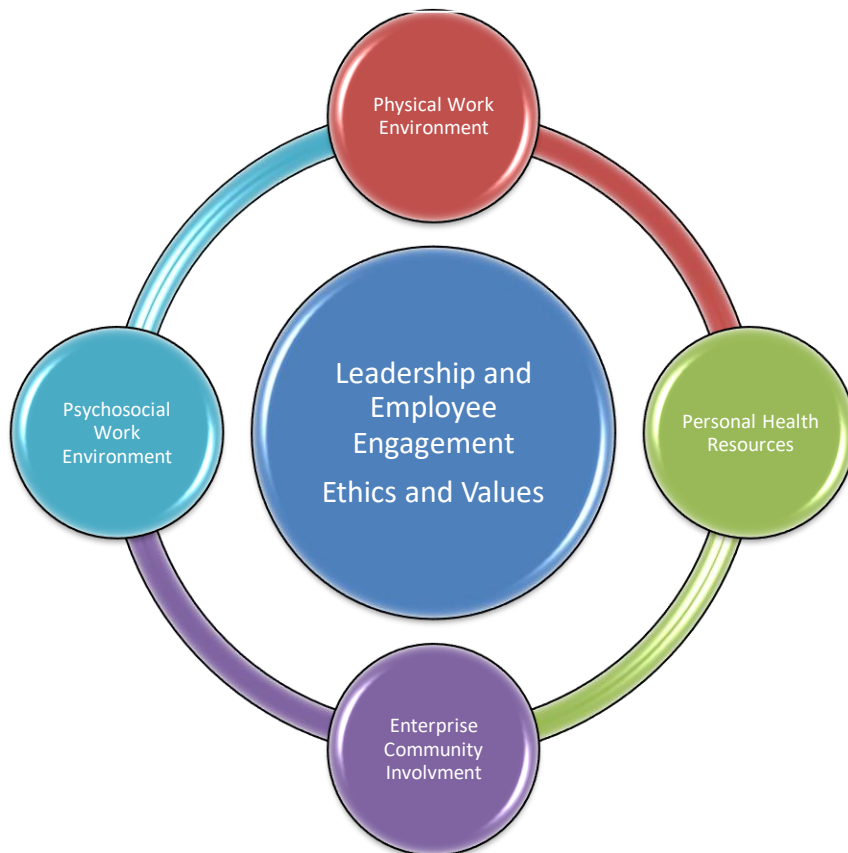 Physical Work
Environment
Leadership and
Employee
Engagement
Ethics and Values
Psychosocial
Work
Environment
Personal Health
Resources
Enterprise
Community
Involvment